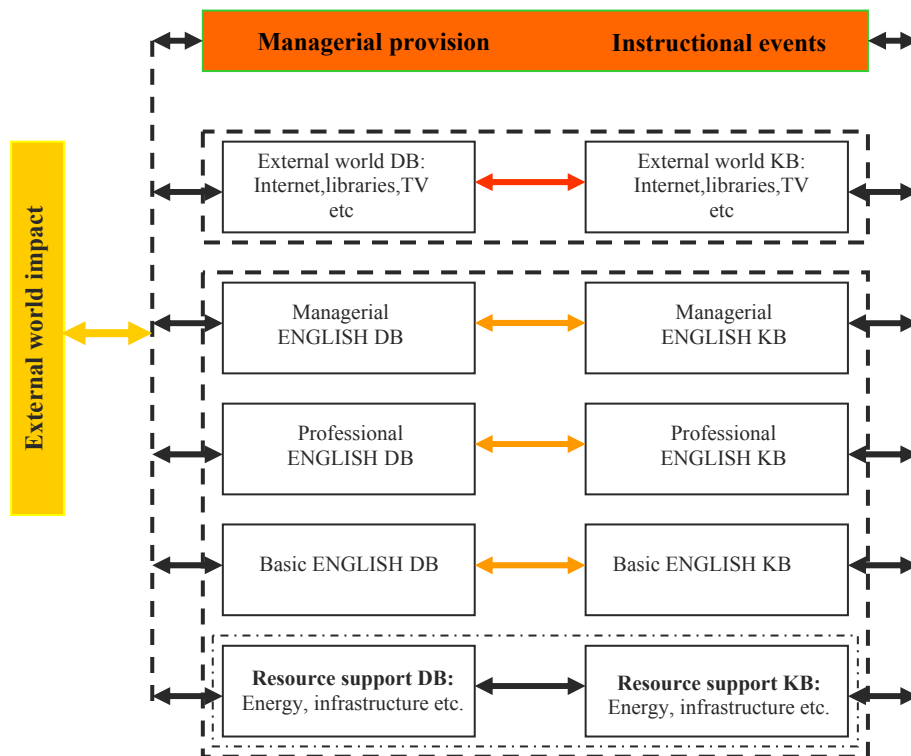 Managerial provision
Instructional events
External world impact
External world DB:
Internet,libraries,TV
etc
External world KB:
Internet,libraries,TV
etc
Managerial
ENGLISH DB
Managerial
ENGLISH KB
Professional
ENGLISH DB
Professional
ENGLISH KB
Basic ENGLISH DB
Basic ENGLISH KB
Resource support DB:
Energy, infrastructure etc.
Resource support KB:
Energy, infrastructure etc.